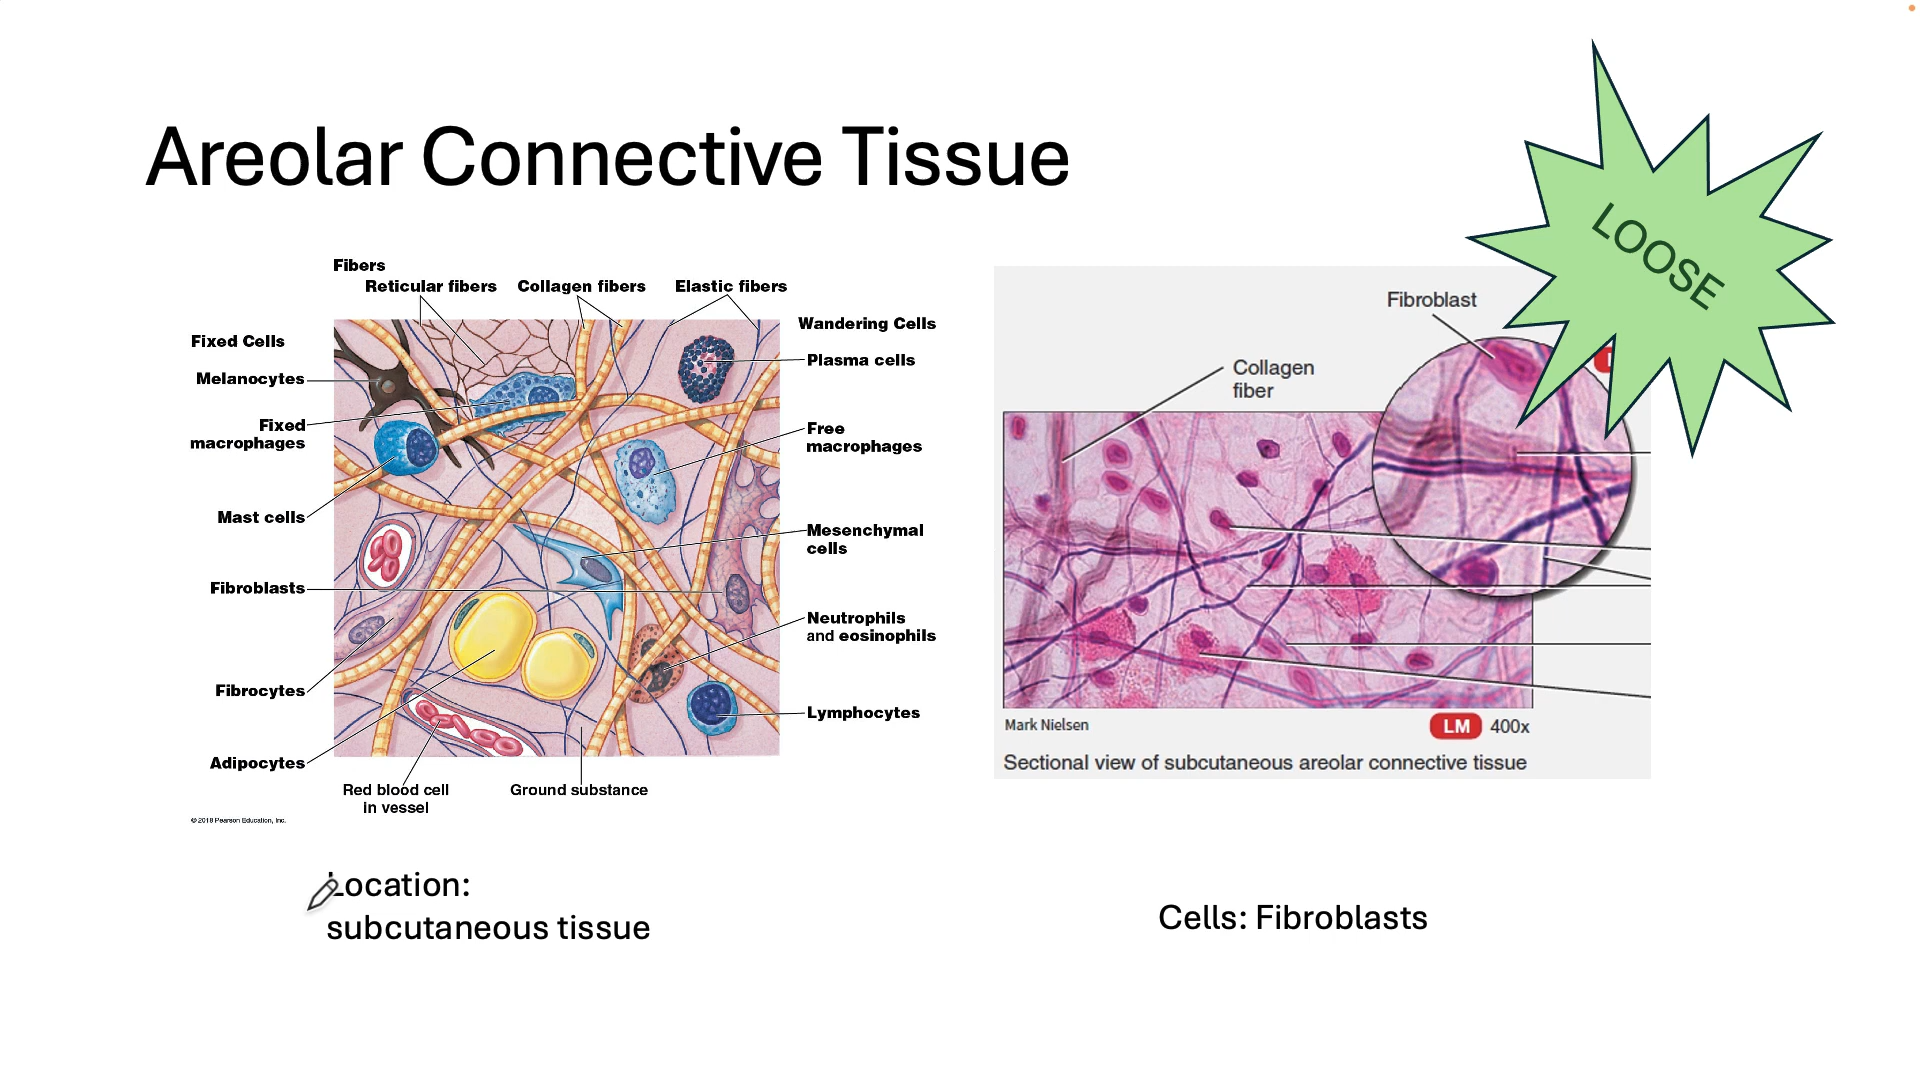 Areolar Connective Tissue
LOOSE
Fibers
Reticular fibers
Collagen fibers
Elastic fibers
Fixed Cells
Melanocytes
Fixed
macrophages
Mast cells
Fibroblasts
Fibrocytes
Adipocytes
Red blood cell
in vessel
Ground substance
Wandering Cells
Plasma cells
Free
macrophages
Mesenchymal
cells
Neutrophils
and eosinophils
Lymphocytes
© 2018 Pearson Education, Inc.
Fibroblast
Collagen
fiber
Mark Nielsen
LM 400x
Sectional view of subcutaneous areolar connective tissue
Location:
subcutaneous tissue
Cells: Fibroblasts